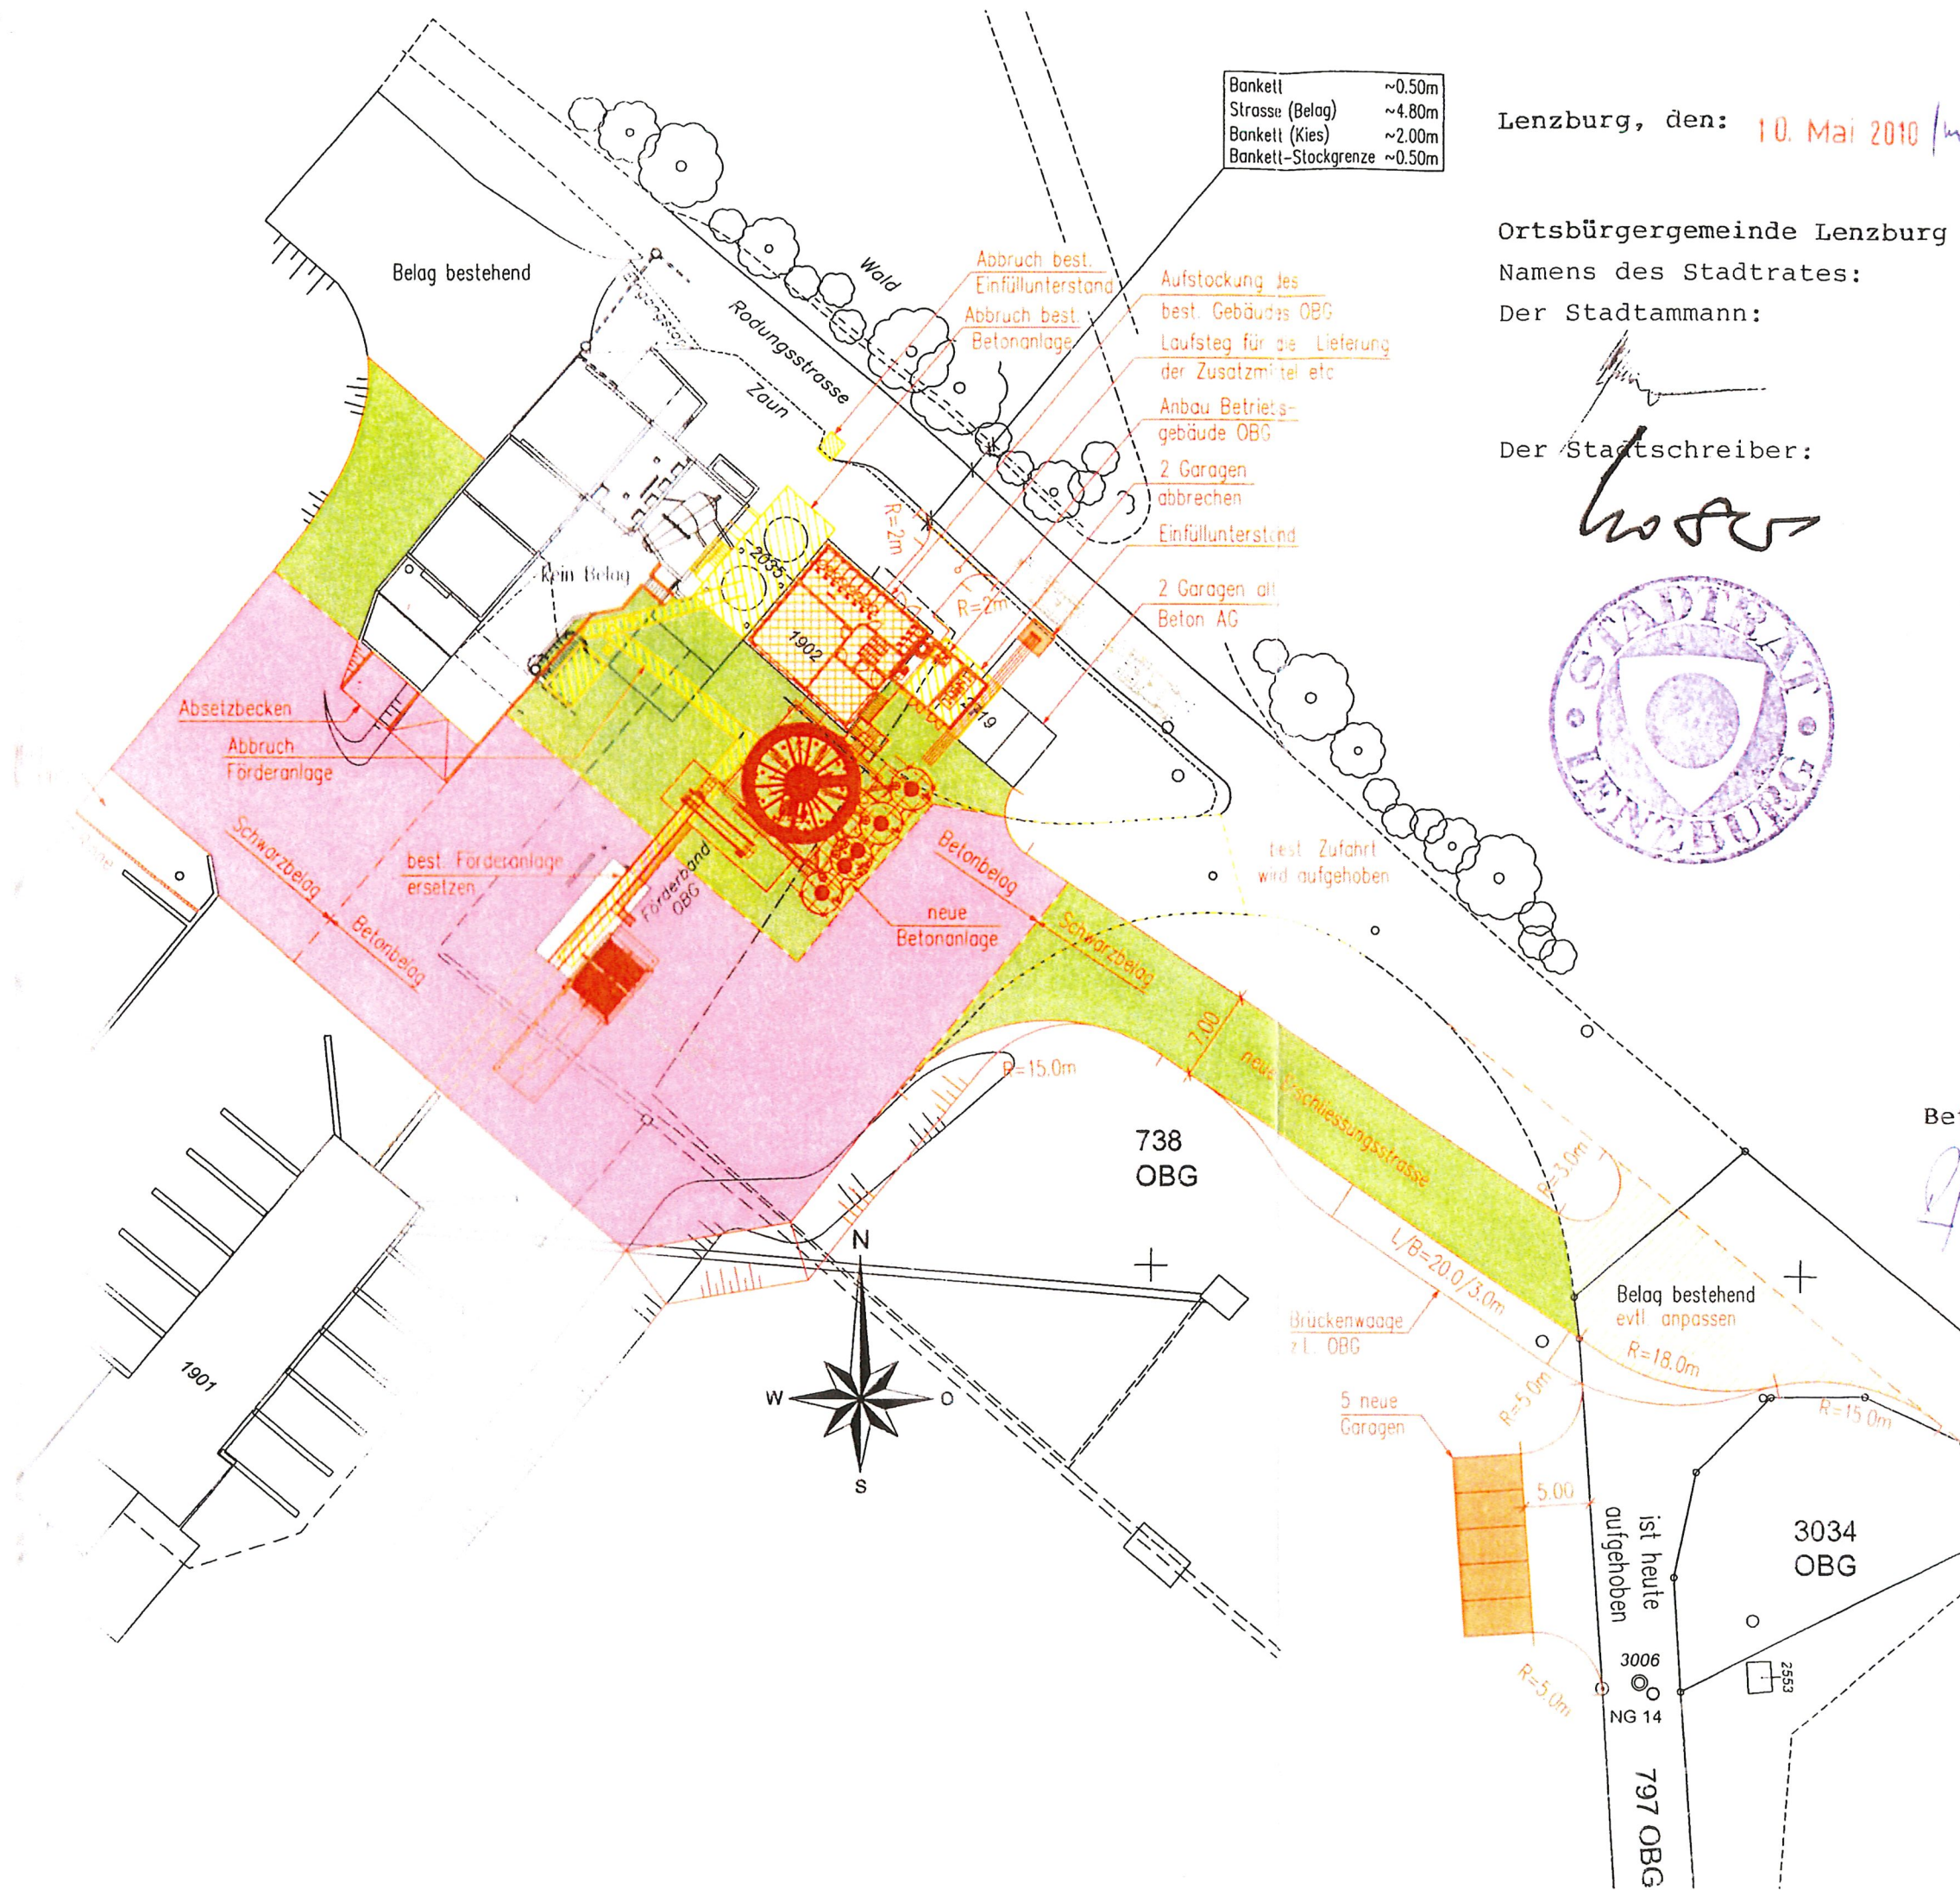 Bankett ~0.50m
Strasse (Belag) ~4.80m
Bankett (Kies) ~2.00m
Bankett-Stockgrenze ~0.50m
Lenzburg, den: 10. Mai 2010
Ortsbürgergemeinde Lenzburg
Namens des Stadtrates:
Der Stadtammann:
Der Stadtschreiber:
STADTRAT
LENZBURG
Belag bestehend
Wald
Rodungsstrasse
Zaun
Abbruch best.
Einfüllunterstand
Abbruch best.
Betonanlage
Aufstockung des
best. Gebäudes OBG
Laufsteg für die Lieferung
der Zusatzmittel etc
Anbau Betriebs-
gebäude OBG
2 Garagen
abbrechen
Einfüllunterstand
2 Garagen alt
Beton AG
R=2m
R=2m
kein Belag
2035
1902
Absetzbecken
Abbruch
Förderanlage
Schwarzbelag
Betonbelag
best. Förderanlage
ersetzen
Förderband
OBG
neue
Betonanlage
Betonbelag
Schwarzbelag
best. Zufahrt
wird aufgehoben
7.00
neue Erschliessungsstrasse
R=15.0m
738
OBG
R=3.0m
L/B=20.0/3.0m
Brückenwaage
z.L. OBG
Belag bestehend
evtl. anpassen
R=18.0m
R=5.0m
R=15.0m
5 neue
Garagen
5.00
ist heute
aufgehoben
3034
OBG
3006
NG 14
2553
R=5.0m
797 OBG
1901
N
W
O
S